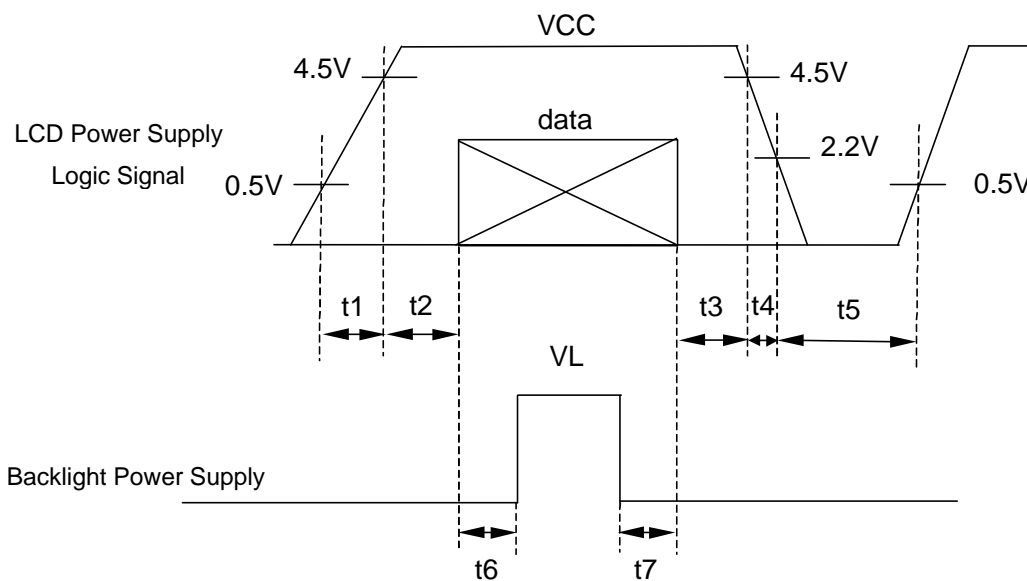 VCC
4.5V
4.5V
LCD Power Supply
Logic Signal
data
2.2V
0.5V
0.5V
t1
t2
t3
t4
t5
VL
Backlight Power Supply
t6
t7